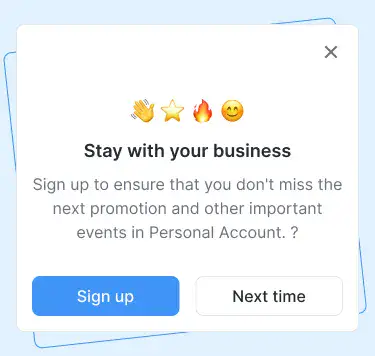 👋⭐🔥😊
Stay with your business
Sign up to ensure that you don't miss the
next promotion and other important
events in Personal Account. ?
Sign up
Next time